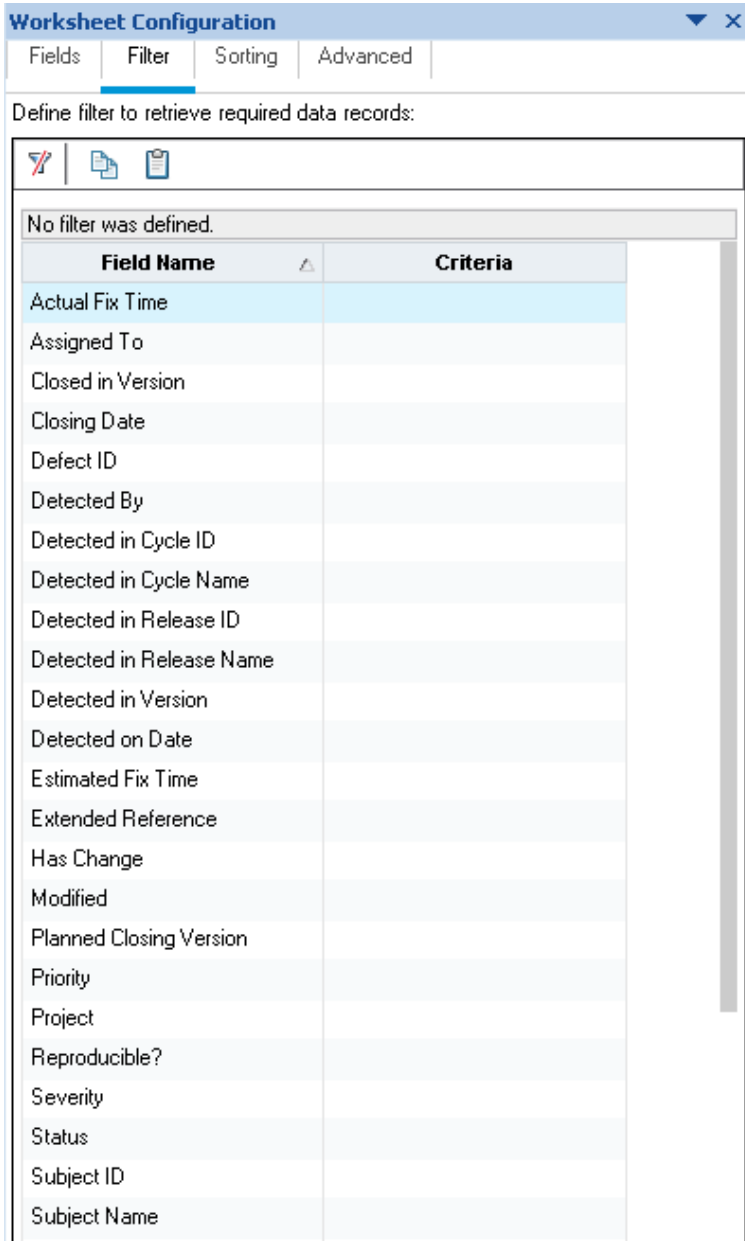 Worksheet Configuration
Fields Filter Sorting Advanced
Define filter to retrieve required data records:
No filter was defined.
Field Name Criteria
Actual Fix Time
Assigned To
Closed in Version
Closing Date
Defect ID
Detected By
Detected in Cycle ID
Detected in Cycle Name
Detected in Release ID
Detected in Release Name
Detected in Version
Detected on Date
Estimated Fix Time
Extended Reference
Has Change
Modified
Planned Closing Version
Priority
Project
Reproducible?
Severity
Status
Subject ID
Subject Name